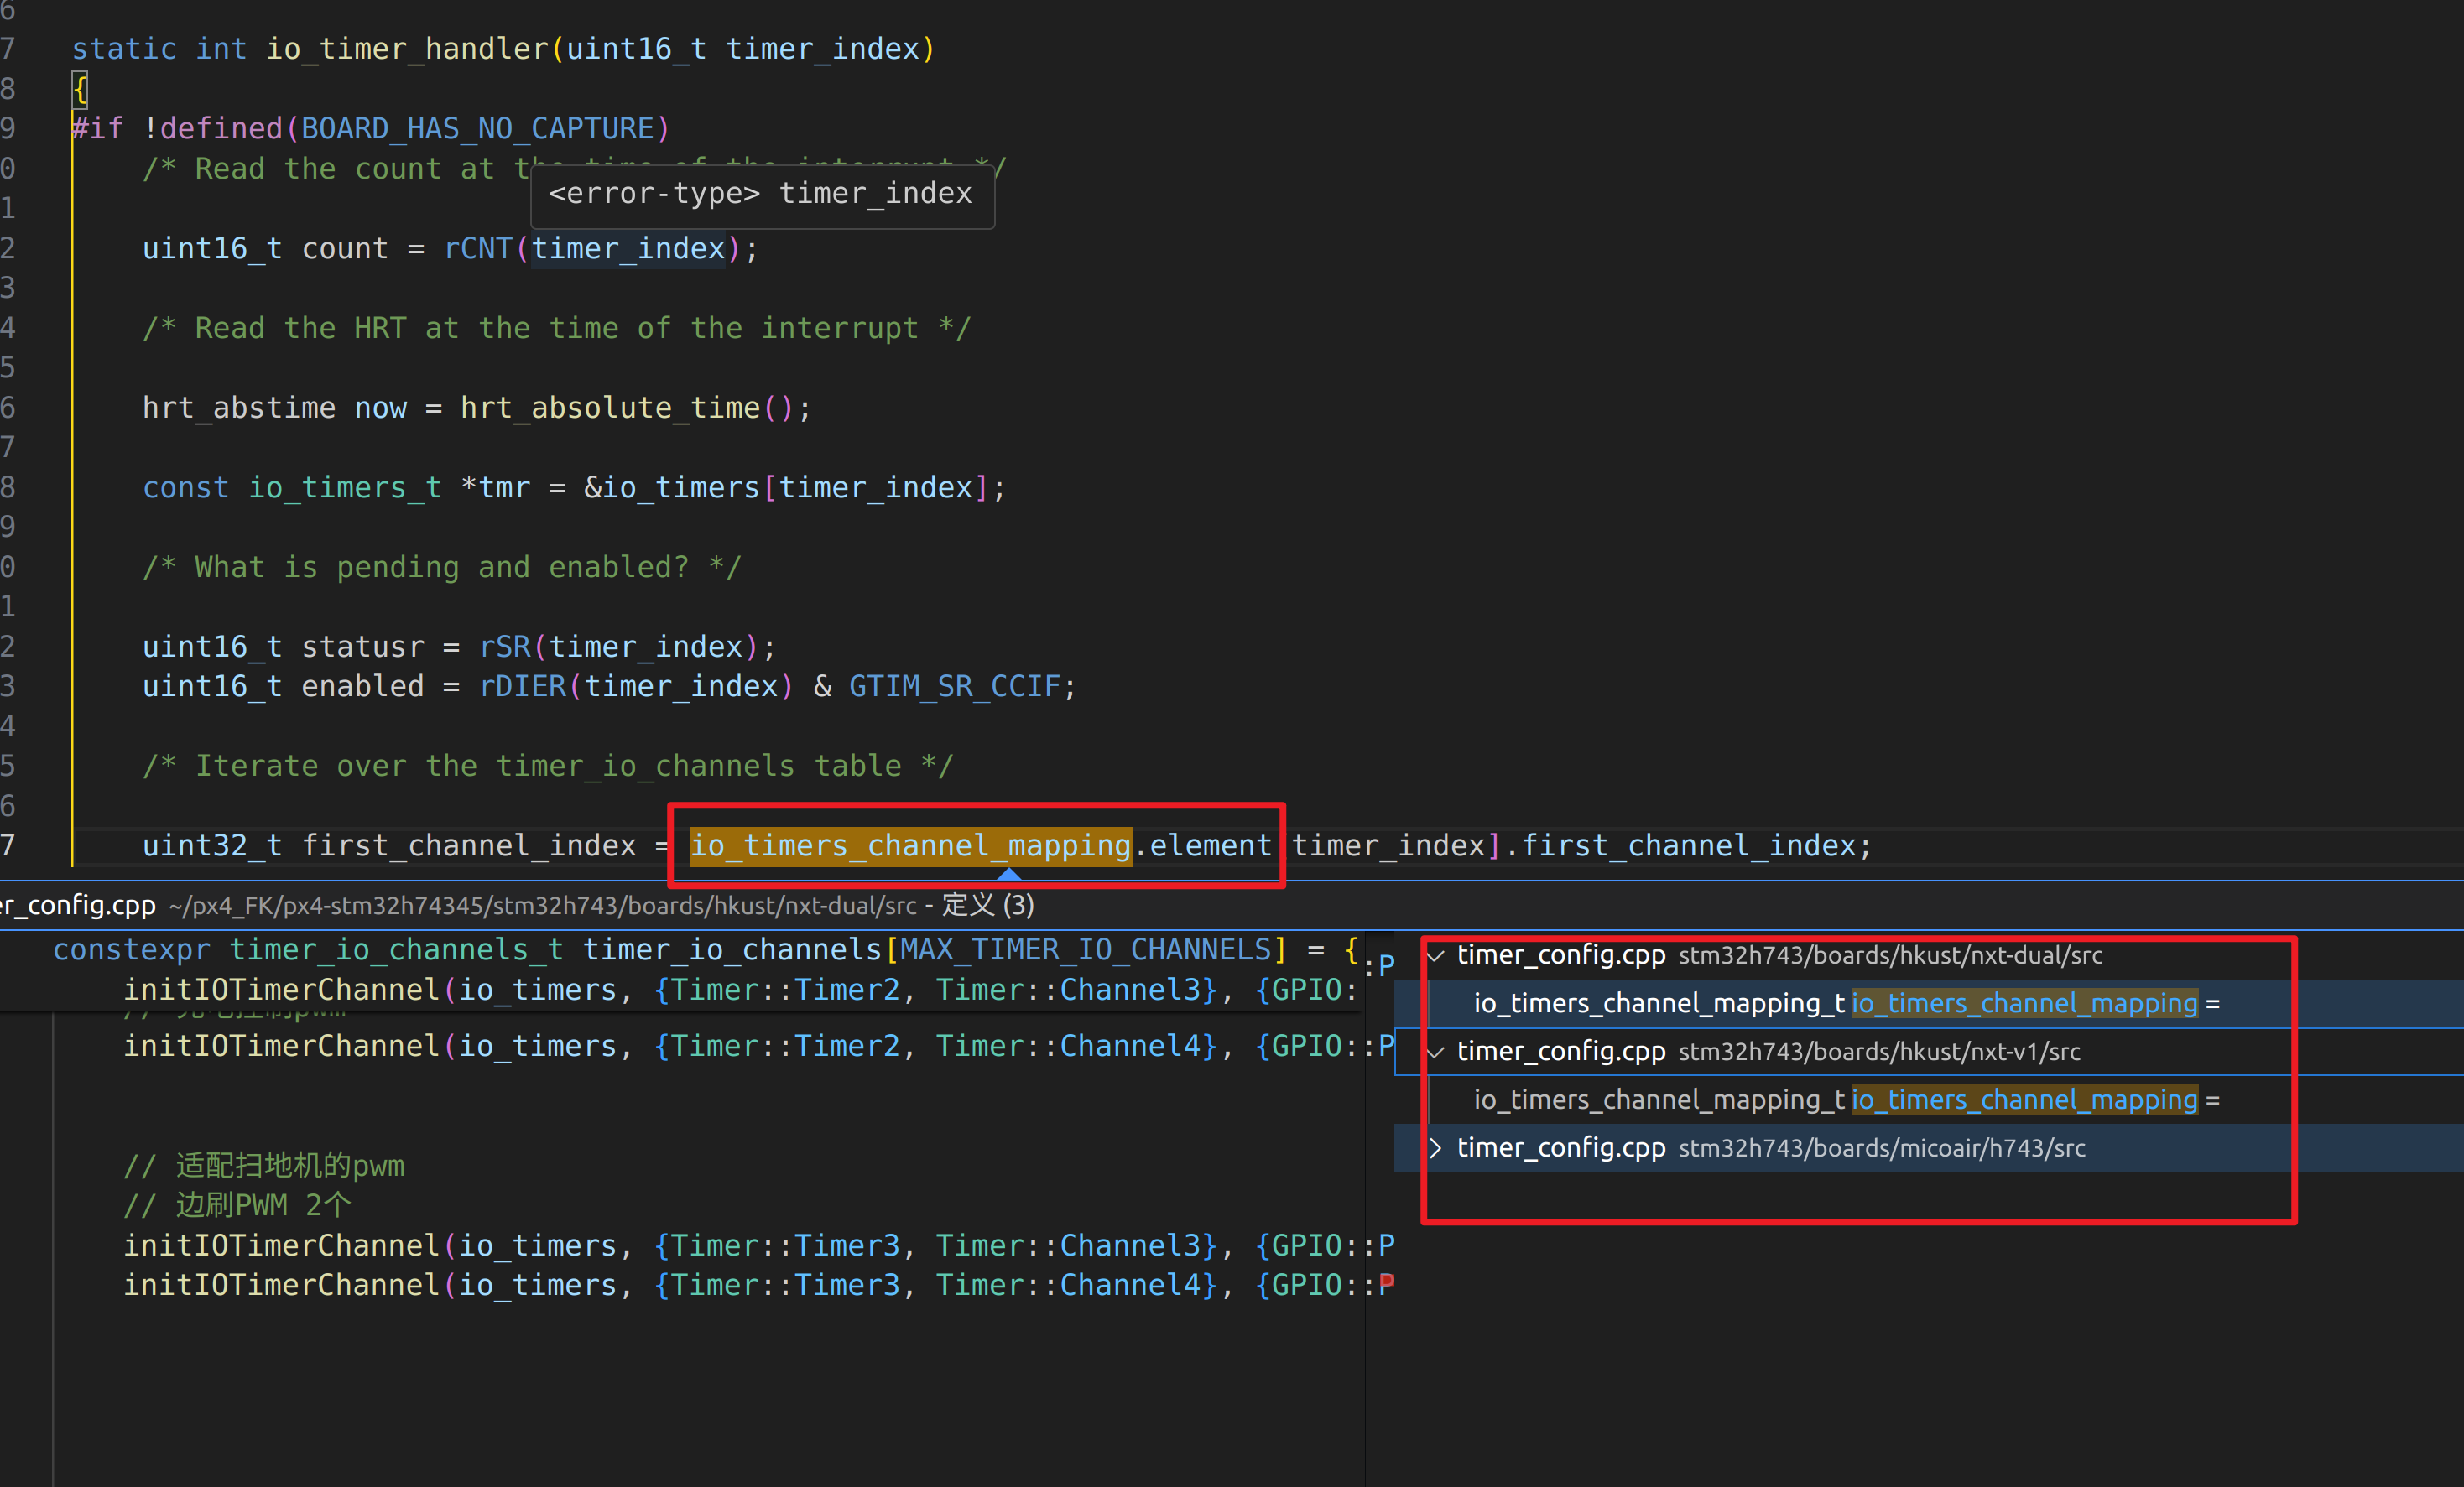 6
7 static int io_timer_handler(uint16_t timer_index)
8 {
9 #if !defined(BOARD_HAS_NO_CAPTURE)
0 /* Read the count at the time of the interrupt */
<error-type> timer_index
1
2 uint16_t count = rCNT(timer_index);
3
4 /* Read the HRT at the time of the interrupt */
5
6 hrt_abstime now = hrt_absolute_time();
7
8 const io_timers_t *tmr = &io_timers[timer_index];
9
0 /* What is pending and enabled? */
1
2 uint16_t statusr = rSR(timer_index);
3 uint16_t enabled = rDIER(timer_index) & GTIM_SR_CCIF;
4
5 /* Iterate over the timer_io_channels table */
6
7 uint32_t first_channel_index = io_timers_channel_mapping.element timer_index].first_channel_index;
er_config.cpp ~/px4_FK/px4-stm32h74345/stm32h743/boards/hkust/nxt-dual/src - 定义 (3)
constexpr timer_io_channels_t timer_io_channels[MAX_TIMER_IO_CHANNELS] = {
initIOTimerChannel(io_timers, {Timer::Timer2, Timer::Channel3}, {GPIO::P
initIOTimerChannel(io_timers, {Timer::Timer2, Timer::Channel4}, {GPIO::P
// 适配扫地机的pwm
// 边刷PWM 2个
initIOTimerChannel(io_timers, {Timer::Timer3, Timer::Channel3}, {GPIO::P
initIOTimerChannel(io_timers, {Timer::Timer3, Timer::Channel4}, {GPIO::P
timer_config.cpp stm32h743/boards/hkust/nxt-dual/src
io_timers_channel_mapping_t io_timers_channel_mapping =
timer_config.cpp stm32h743/boards/hkust/nxt-v1/src
io_timers_channel_mapping_t io_timers_channel_mapping =
timer_config.cpp stm32h743/boards/micoair/h743/src